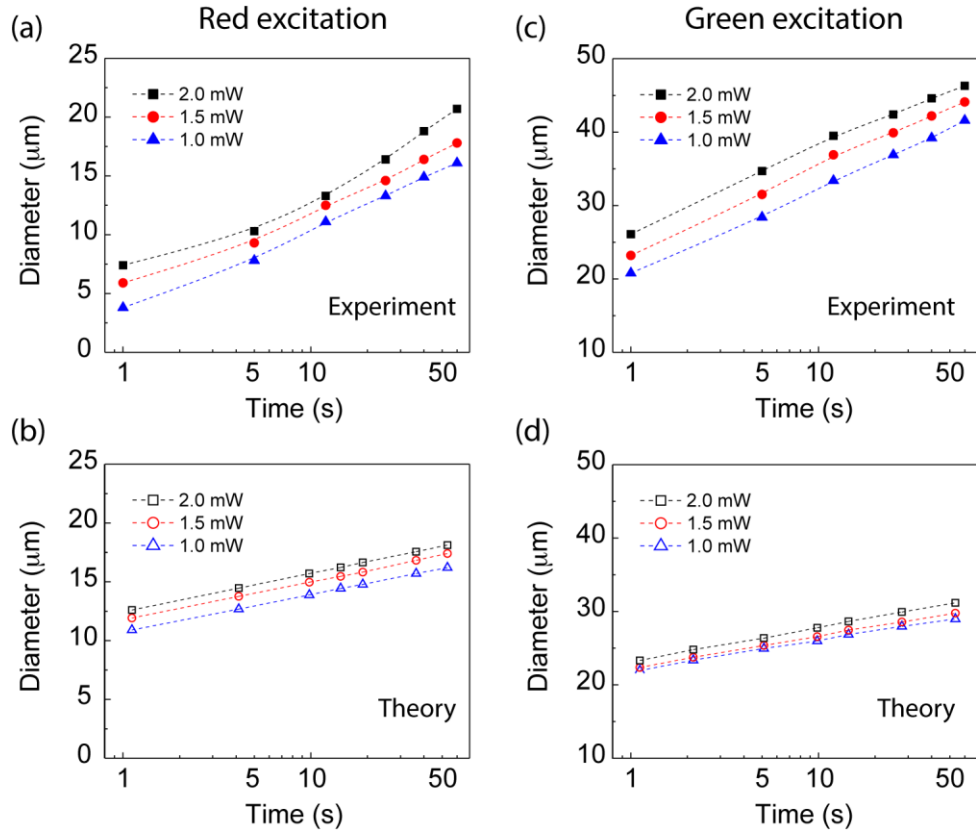 Red excitation
(a)
25
20
15
10
5
0
Diameter (μm)
2.0 mW
1.5 mW
1.0 mW
Experiment
1
5
10
50
Time (s)
Green excitation
(c)
50
40
30
20
10
Diameter (μm)
2.0 mW
1.5 mW
1.0 mW
Experiment
1
5
10
50
Time (s)
(b)
25
20
15
10
5
0
Diameter (μm)
2.0 mW
1.5 mW
1.0 mW
Theory
1
5
10
50
Time (s)
(d)
50
40
30
20
10
Diameter (μm)
2.0 mW
1.5 mW
1.0 mW
Theory
1
5
10
50
Time (s)